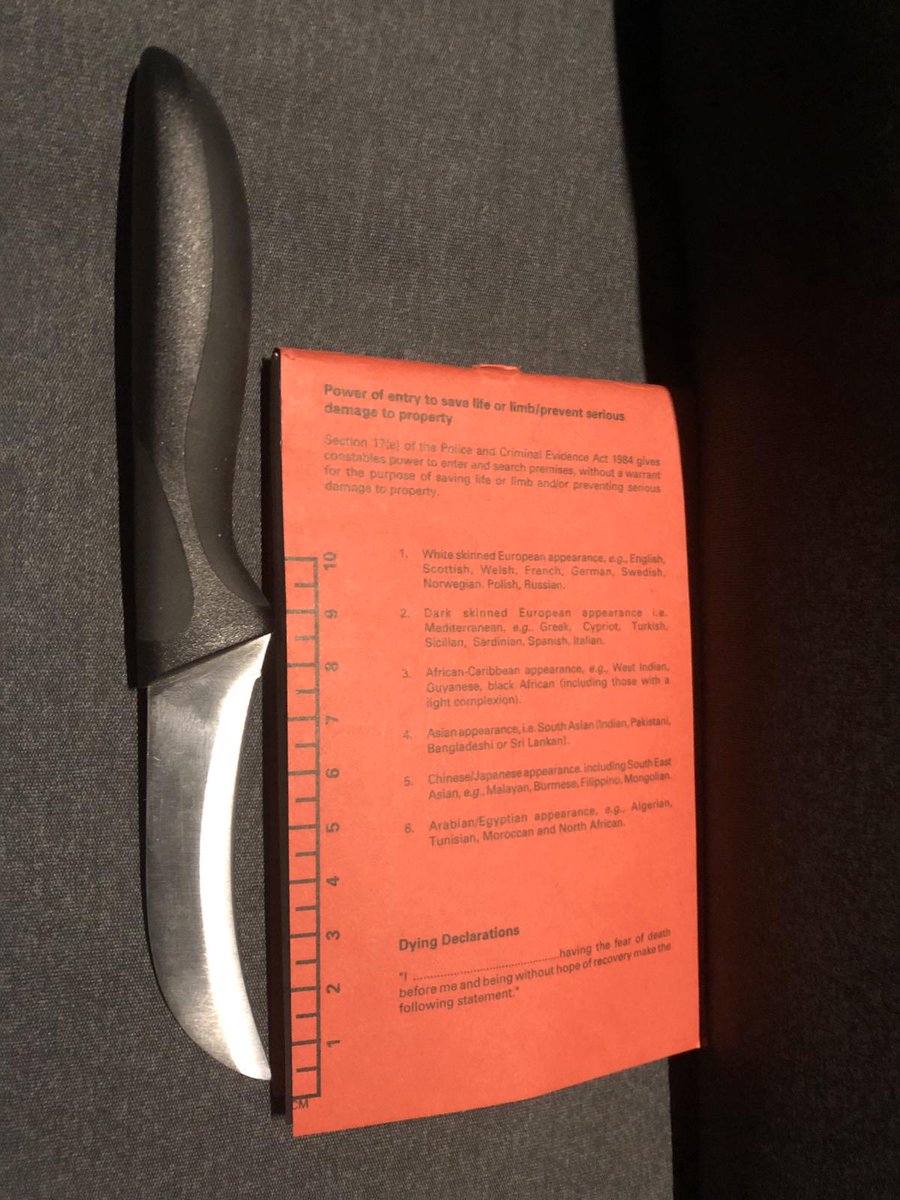 Power of entry to save life or limb/prevent serious
damage to property
Section 17(e) of the Police and Criminal Evidence Act 1984 gives
constables power to enter and search premises, without a warrant
for the purpose of saving life or limb and/or preventing serious
damage to property.
1. White skinned European appearance, e.g., English,
Scottish, Welsh, French, German, Swedish,
Norwegian, Polish, Russian.
2. Dark skinned European appearance i.e.
Mediterranean, e.g., Greek, Cypriot, Turkish,
Sicilian, Sardinian, Spanish, Italian.
3. African-Caribbean appearance, e.g., West Indian,
Guyanese, black African (including those with a
light complexion).
4. Asian appearance, i.e. South Asian (Indian, Pakistani,
Bangladeshi or Sri Lankan).
5. Chinese/Japanese appearance, including South East
Asian, e.g., Malayan, Burmese, Filippino, Mongolian.
6. Arabian/Egyptian appearance, e.g., Algerian,
Tunisian, Moroccan and North African.
Dying Declarations
"I ................................................having the fear of death
before me and being without hope of recovery make the
following statement."
10
9
8
7
6
5
4
3
2
1
CM